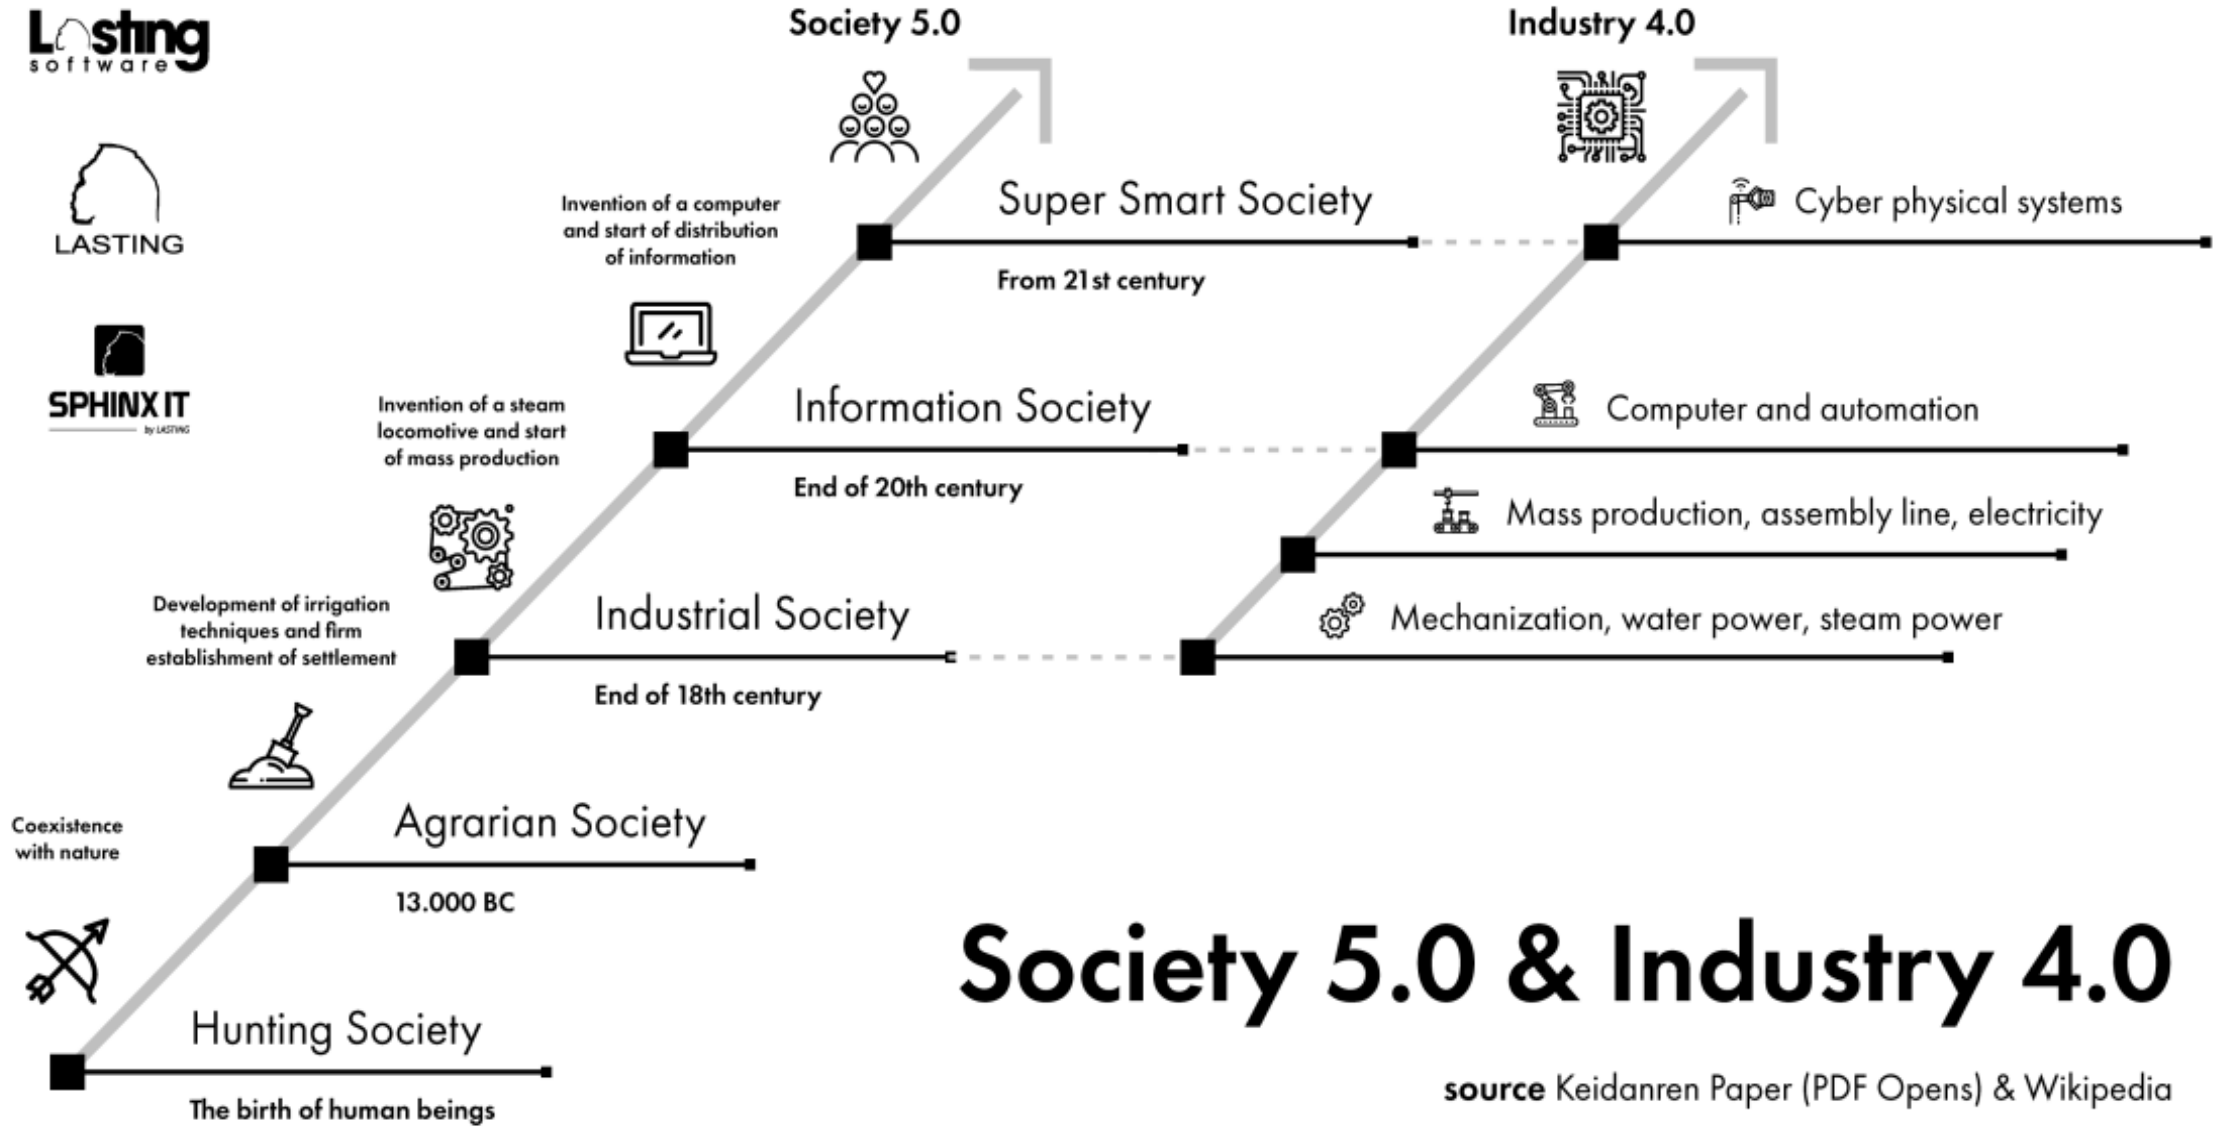 Lasting
software
LASTING
SPHINX IT
by LASTING
Society 5.0
Industry 4.0
Super Smart Society
From 21st century
Cyber physical systems
Invention of a computer
and start of distribution
of information
Information Society
End of 20th century
Computer and automation
Invention of a steam
locomotive and start
of mass production
Mass production, assembly line, electricity
Industrial Society
End of 18th century
Mechanization, water power, steam power
Development of irrigation
techniques and firm
establishment of settlement
Agrarian Society
13.000 BC
Coexistence
with nature
Hunting Society
The birth of human beings
Society 5.0 & Industry 4.0
source Keidanren Paper (PDF Opens) & Wikipedia